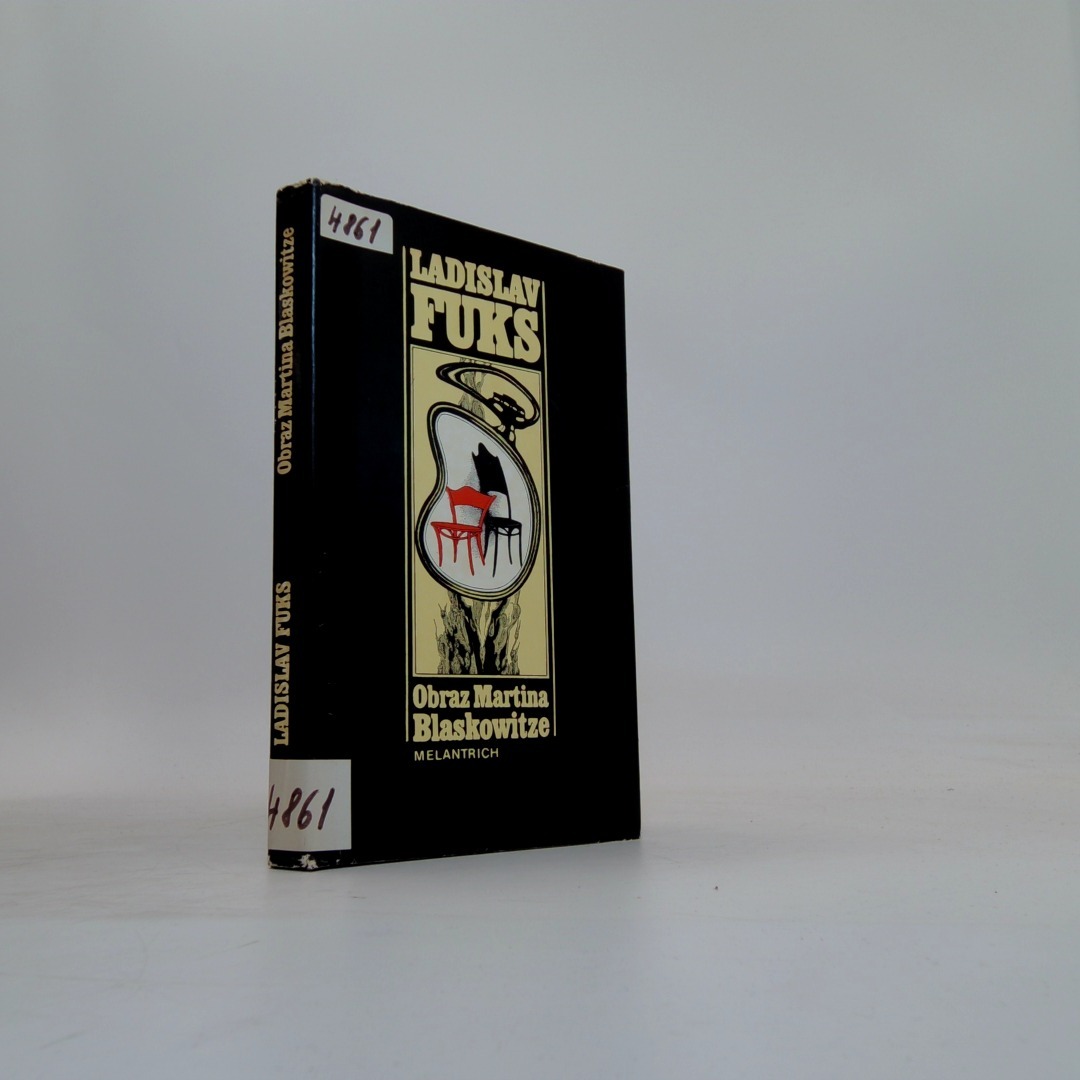 4861
LADISLAV
FUKS
Obraz Martina
Blaskowitze
MELANTRICH
LADISLAV FUKS
Obraz Martina Blaskowitze
4861